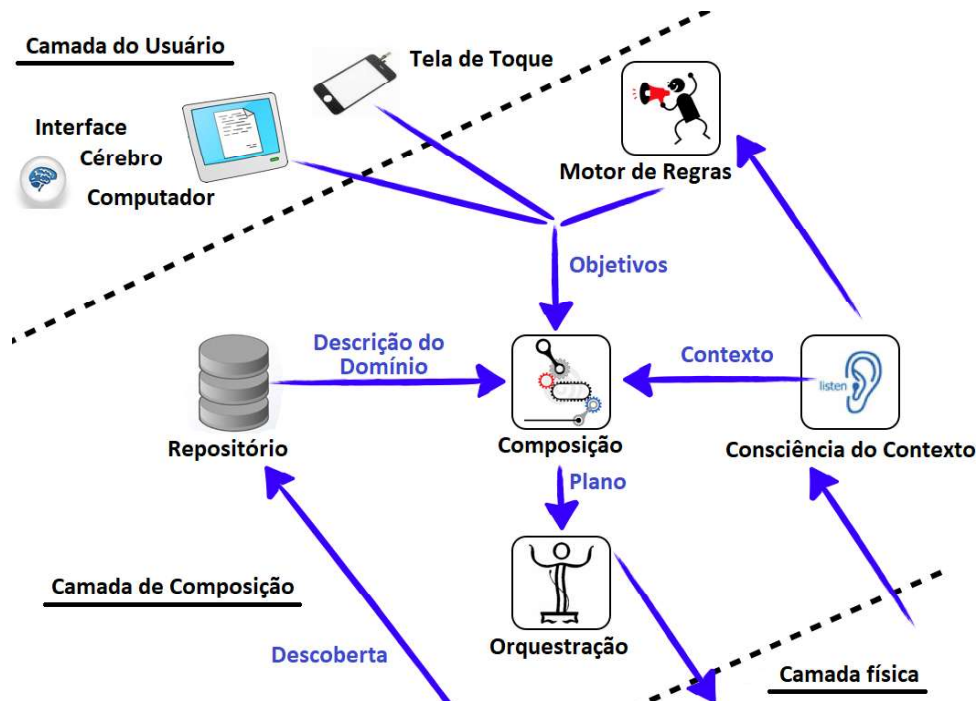 Camada do Usuário
Tela de Toque
Interface
Cérebro
Computador
Motor de Regras
Objetivos
Descrição do
Domínio
Contexto
listen
Repositório
Composição
Consciência do Contexto
Plano
Camada de Composição
Orquestração
Descoberta
Camada física